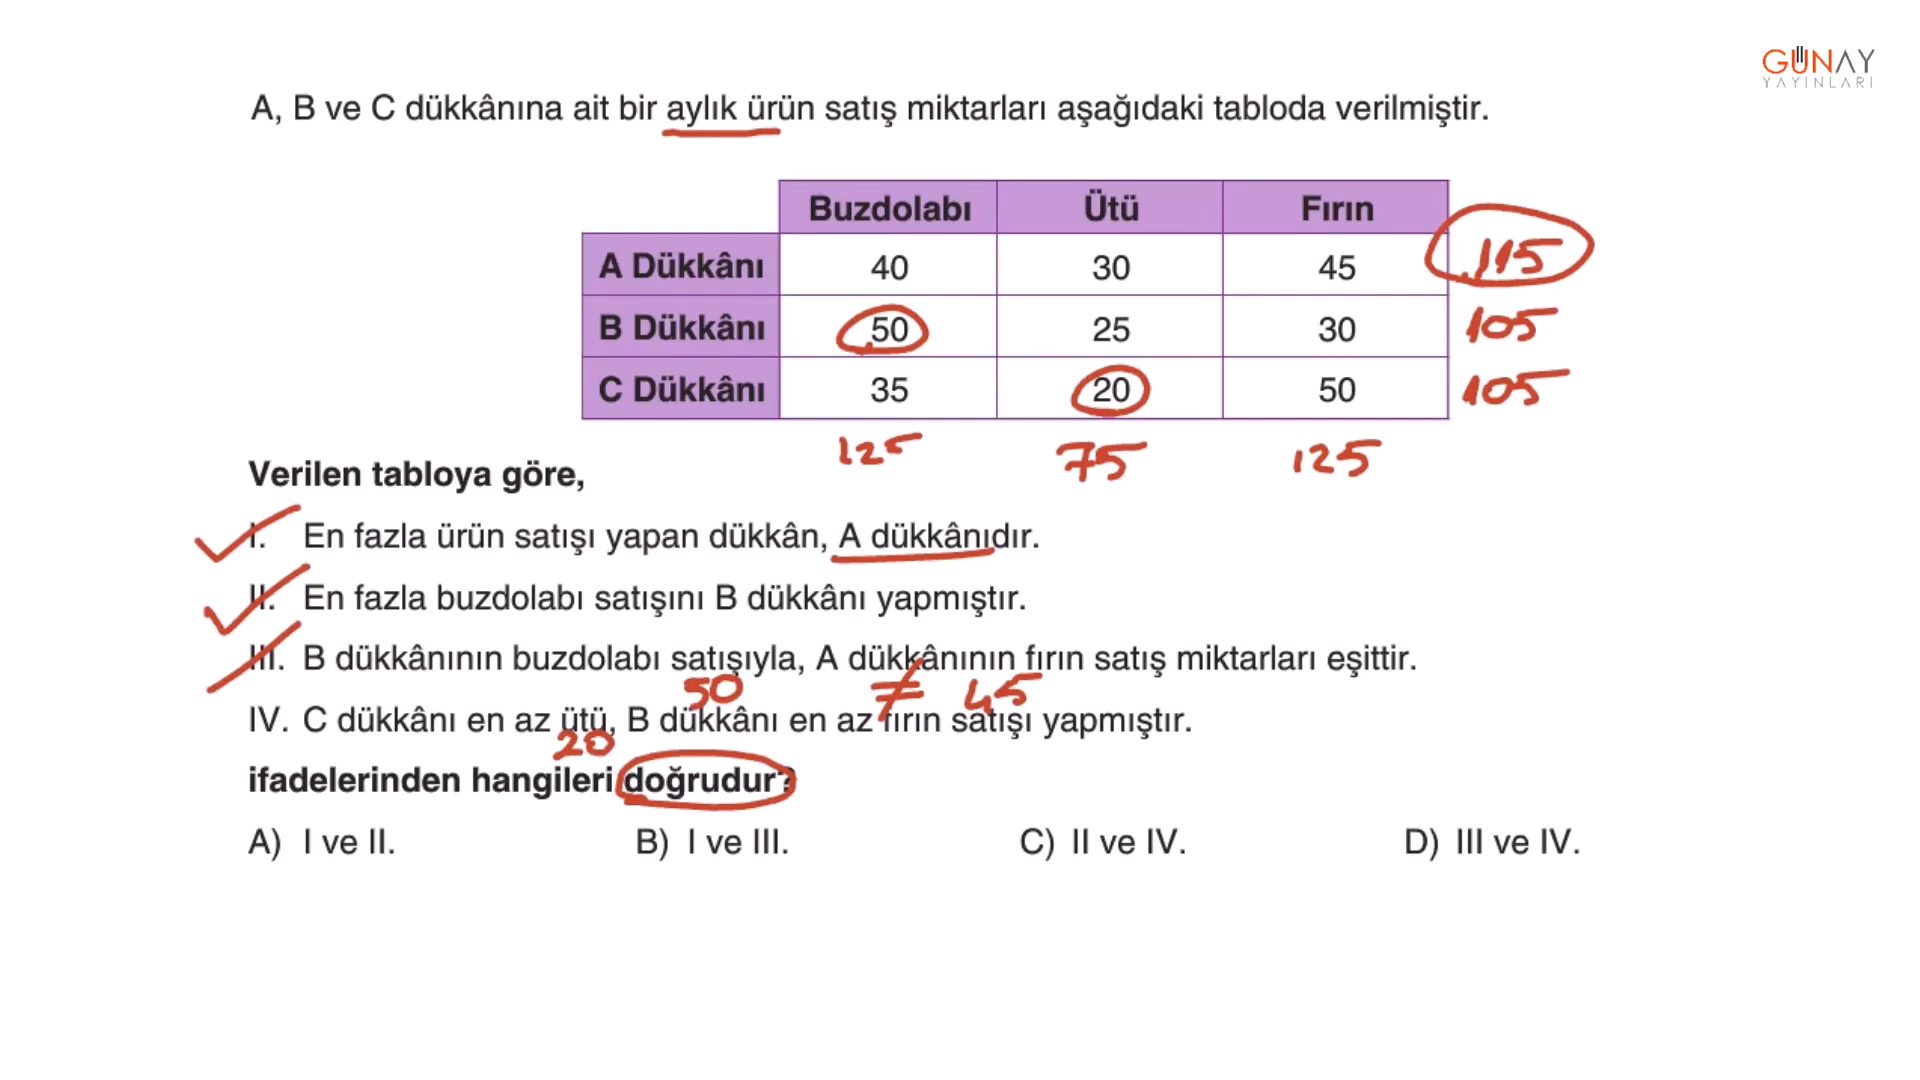 GÜNAY
YAYINLARI
A, B ve C dükkânına ait bir aylık ürün satış miktarları aşağıdaki tabloda verilmiştir.
Buzdolabı Ütü Fırın
A Dükkânı 40 30 45 115
B Dükkânı 50 25 30 105
C Dükkânı 35 20 50 105
125 75 125
Verilen tabloya göre,
I. En fazla ürün satışı yapan dükkân, A dükkânıdır.
II. En fazla buzdolabı satışını B dükkânı yapmıştır.
III. B dükkânının buzdolabı satışıyla, A dükkânının fırın satış miktarları eşittir.
50 ≠ 45
IV. C dükkânı en az ütü, B dükkânı en az fırın satışı yapmıştır.
20
ifadelerinden hangileri doğrudur?
A) I ve II. B) I ve III. C) II ve IV. D) III ve IV.